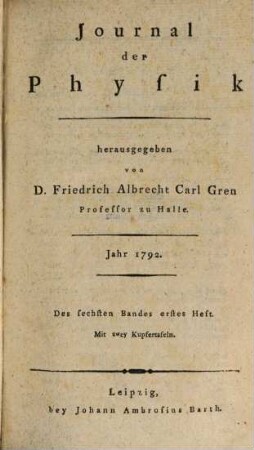 Journal
der
Phyſik
herausgegeben
von
D. Friedrich Albrecht Carl Gren
Profeſſor zu Halle.
Jahr 1792.
Des ſechſten Bandes erſtes Heft.
Mit zwey Kupfertafeln.
Leipzig,
bey Johann Ambroſius Barth.